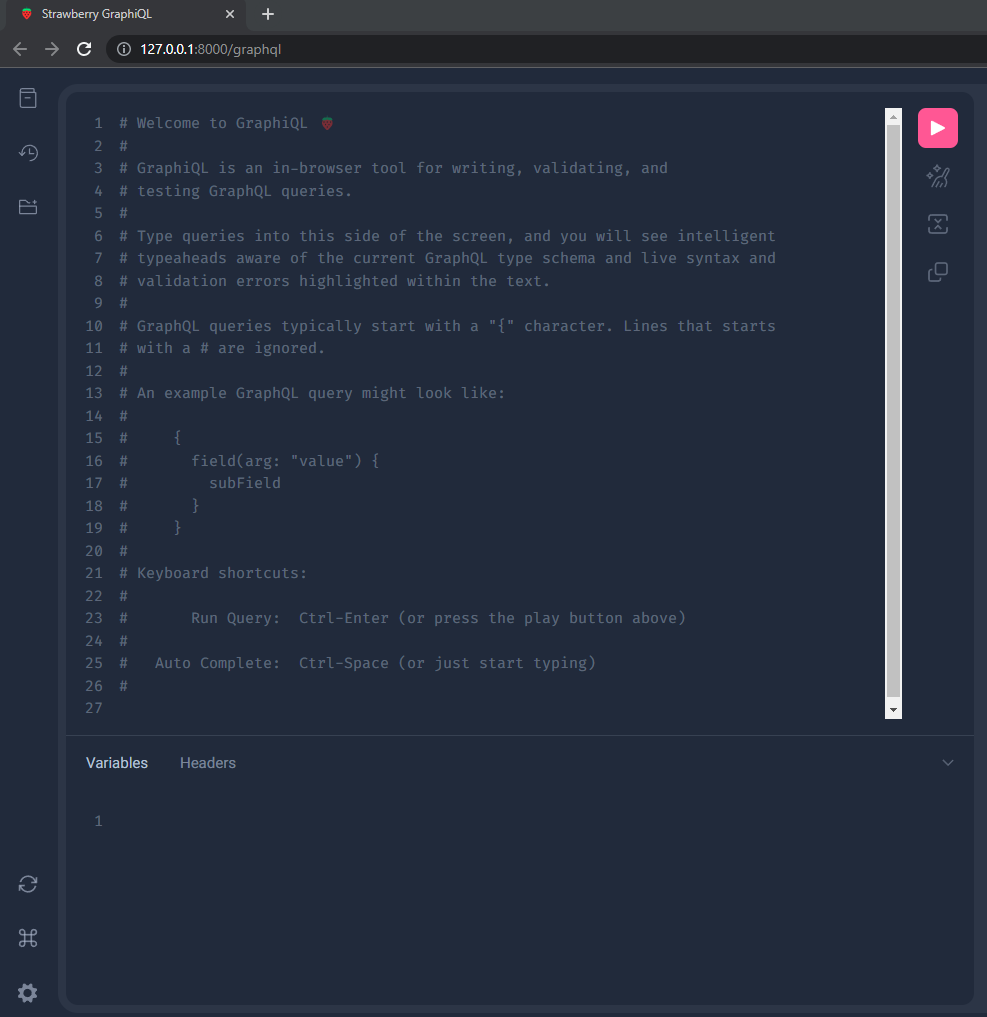 Strawberry GraphiQL
127.0.0.1:8000/graphql
1 # Welcome to GraphiQL 🍓
2 #
3 # GraphiQL is an in-browser tool for writing, validating, and
4 # testing GraphQL queries.
5 #
6 # Type queries into this side of the screen, and you will see intelligent
7 # typeaheads aware of the current GraphQL type schema and live syntax and
8 # validation errors highlighted within the text.
9 #
10 # GraphQL queries typically start with a "{" character. Lines that starts
11 # with a # are ignored.
12 #
13 # An example GraphQL query might look like:
14 #
15 #     {
16 #       field(arg: "value") {
17 #         subField
18 #       }
19 #     }
20 #
21 # Keyboard shortcuts:
22 #
23 #       Run Query:  Ctrl-Enter (or press the play button above)
24 #
25 #   Auto Complete:  Ctrl-Space (or just start typing)
26 #
27
Variables Headers
1